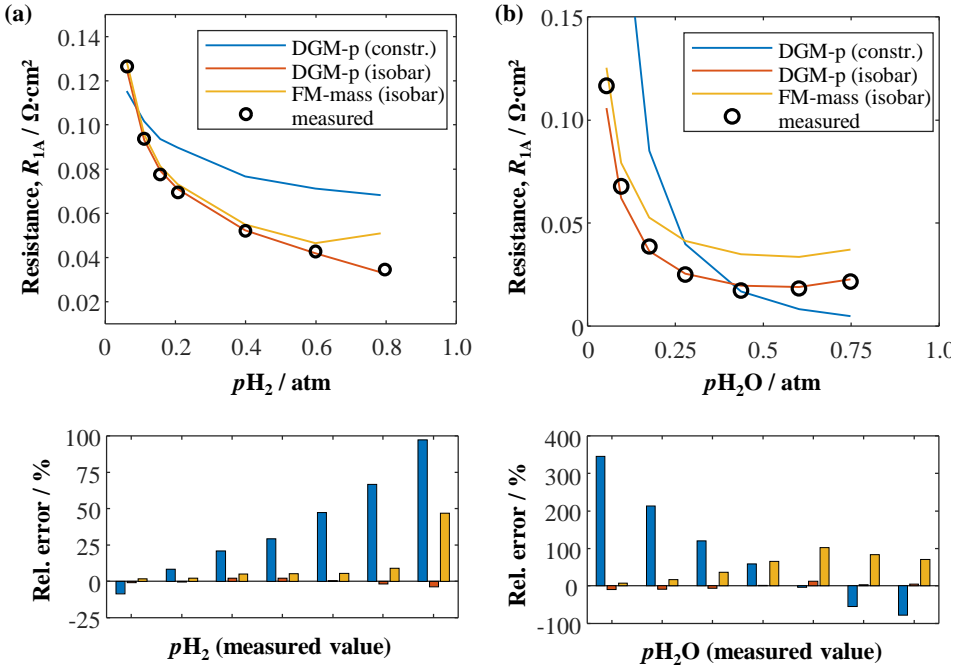 (a)
Resistance, R1A / Ω·cm²
0.14
0.12
0.10
0.08
0.06
0.04
0.02
DGM-p (constr.)
DGM-p (isobar)
FM-mass (isobar)
measured
0 0.2 0.4 0.6 0.8 1.0
pH2 / atm
(b)
Resistance, R1A / Ω·cm²
0.15
0.10
0.05
0
DGM-p (constr.)
DGM-p (isobar)
FM-mass (isobar)
measured
0 0.25 0.50 0.75 1.0
pH2O / atm
Rel. error / %
100
75
50
25
0
-25
pH2 (measured value)
Rel. error / %
400
300
200
100
0
-100
pH2O (measured value)